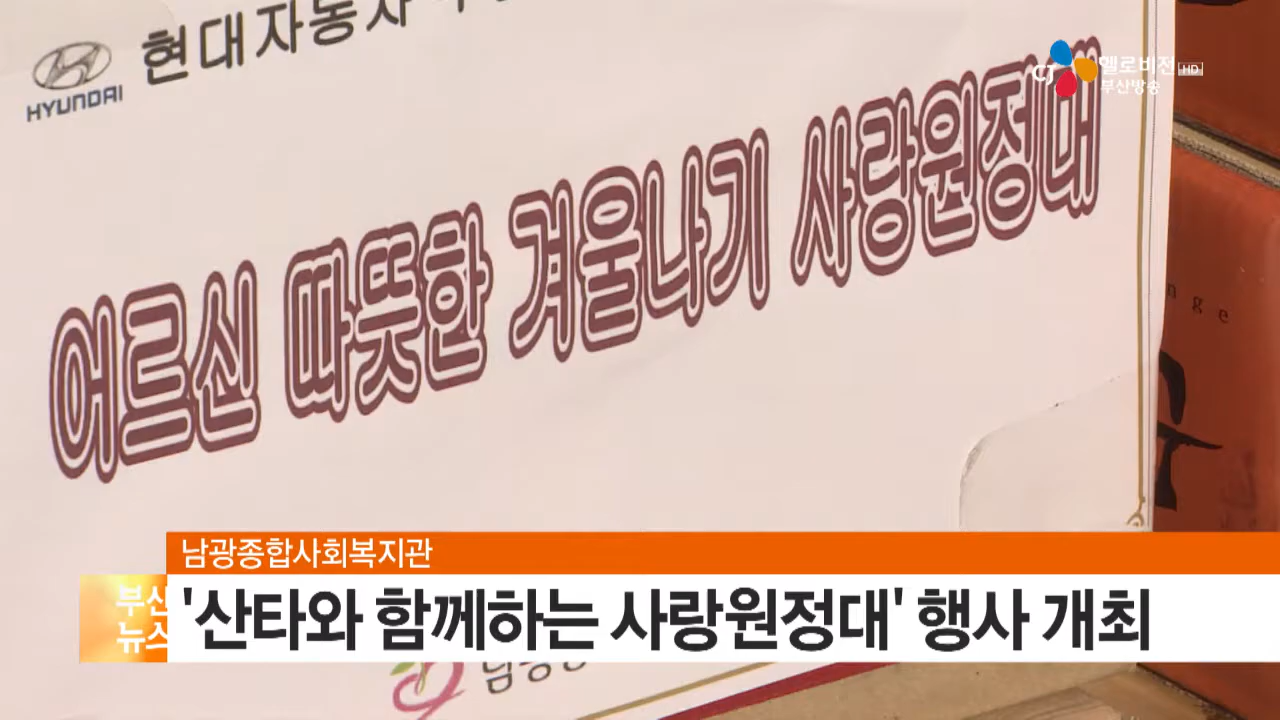 HYUNDAI
현대자동차
CJ 헬로비전 HD
부산방송
어르신 따뜻한 겨울나기 사랑원정대
nge
남광종합사회복지관
부산
뉴스
'산타와 함께하는 사랑원정대' 행사 개최